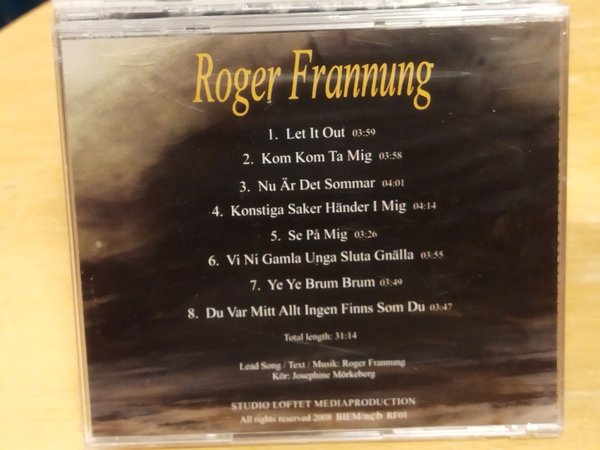 Roger Frannung
1. Let It Out 03:59
2. Kom Kom Ta Mig 03:58
3. Nu Är Det Sommar 04:01
4. Konstiga Saker Händer I Mig 04:14
5. Se På Mig 03:26
6. Vi Ni Gamla Unga Sluta Gnälla 03:55
7. Ye Ye Brum Brum 03:49
8. Du Var Mitt Allt Ingen Finns Som Du 03:47
Total length: 31:14
Lead Song / Text / Musik: Roger Frannung
Kör: Josephine Mörkeberg
STUDIO LOFTET MEDIAPRODUCTION
All rights reserved 2008 BIEM/ncb RF01